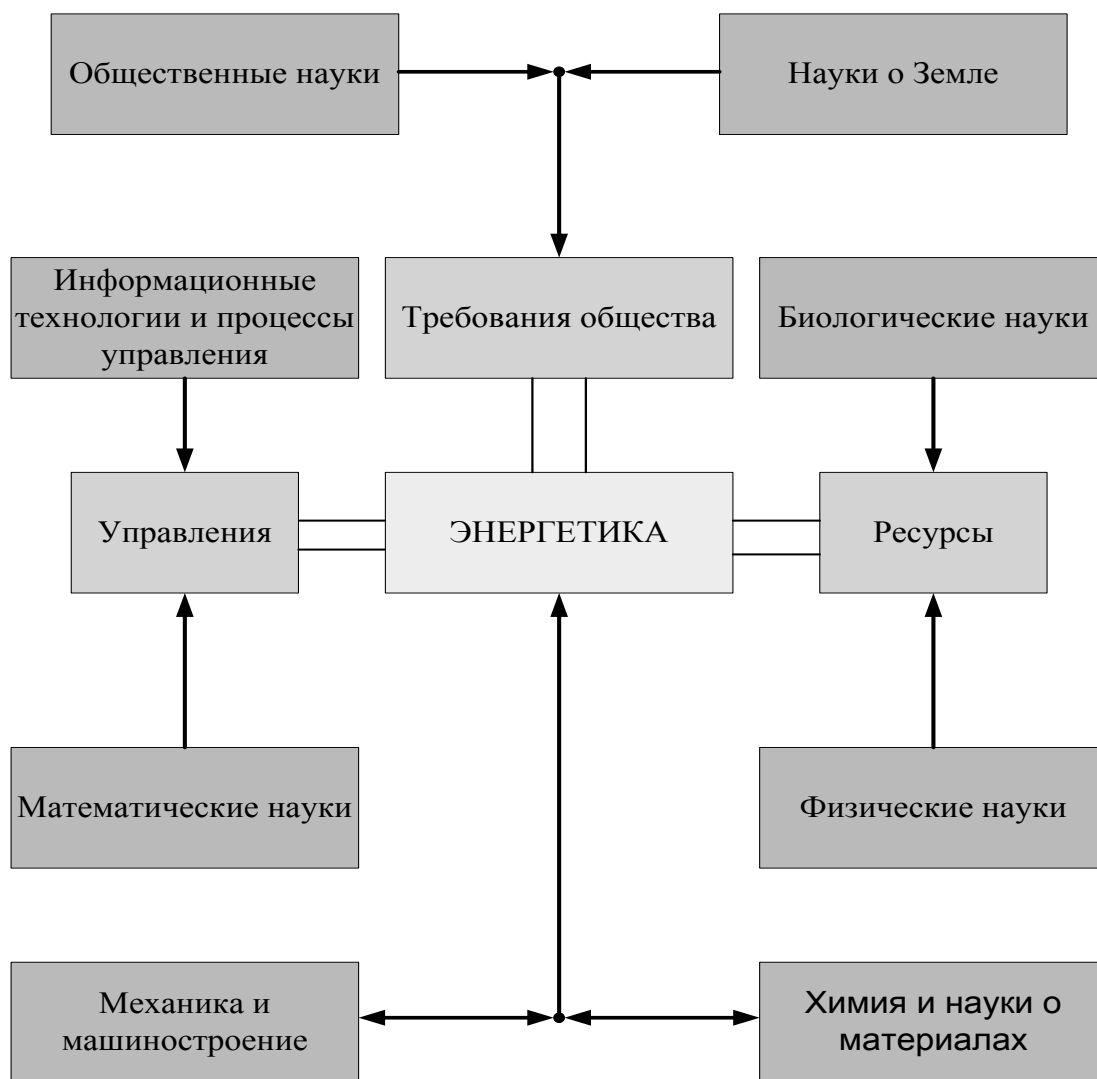 Общественные науки
Науки о Земле
Информационные
технологии и процессы
управления
Требования общества
Биологические науки
Управления
ЭНЕРГЕТИКА
Ресурсы
Математические науки
Физические науки
Механика и
машиностроение
Химия и науки о
материалах